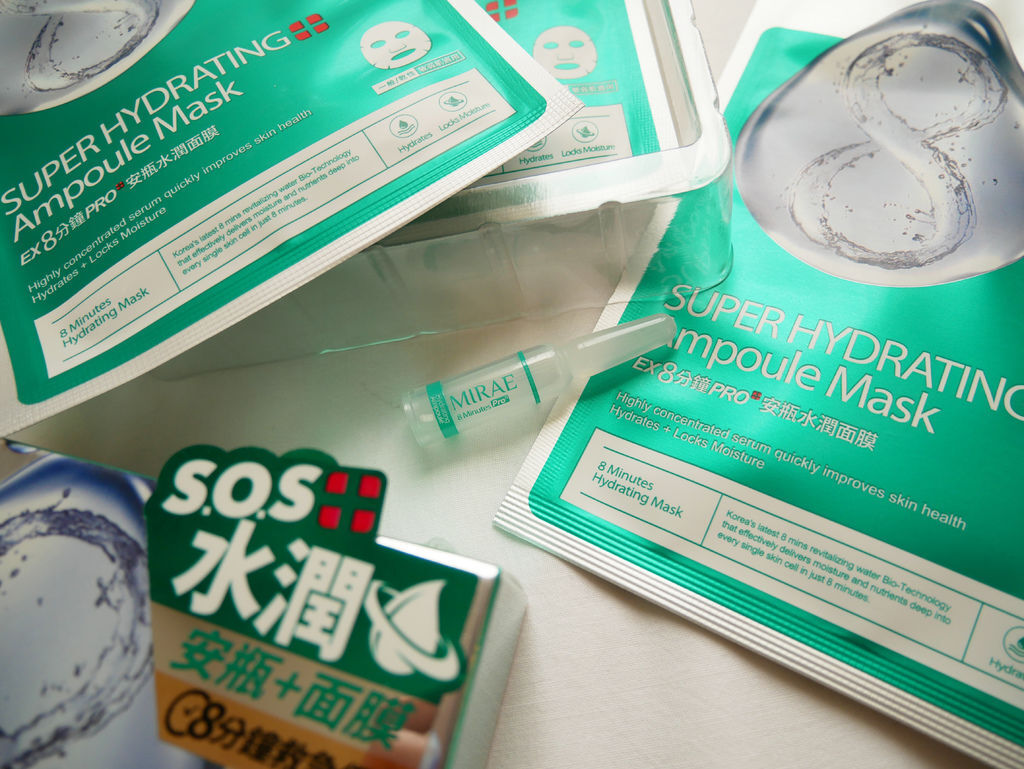 SUPER HYDRATING
Ampoule Mask
EX8分鐘PRO 安瓶水潤面膜
Highly concentrated serum quickly improves skin health
Hydrates + Locks Moisture
8 Minutes
Hydrating Mask
Korea's latest 8 mins revitalizing water Bio-Technology
that effectively delivers moisture and nutrients deep into
every single skin cell in just 8 minutes.
Hydrates
Locks Moisture
一般/乾性
Hydrates
Locks Moisture
MIRAE
8 Minutes Pro
SUPER HYDRATING
Ampoule Mask
EX8分鐘PRO 安瓶水潤面膜
Highly concentrated serum quickly improves skin health
Hydrates + Locks Moisture
8 Minutes
Hydrating Mask
Korea's latest 8 mins revitalizing water Bio-Technology
that effectively delivers moisture and nutrients deep into
every single skin cell in just 8 minutes.
S.O.S
水潤
安瓶+面膜
8分鐘救急